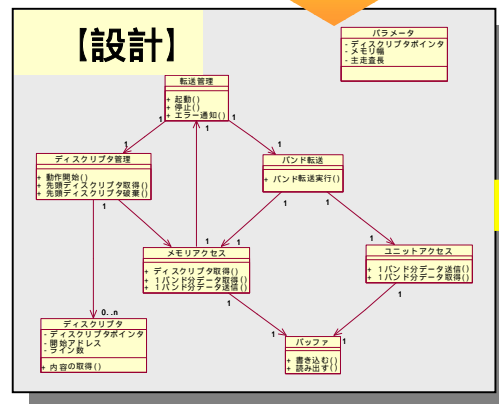 【設計】
パラメータ
- ディスクリプタポインタ
- メモリ幅
- 主走査長
転送管理
+ 起動()
+ 停止()
+ エラー通知()
1
1
1
1
1
ディスクリプタ管理
+ 動作開始()
+ 先頭ディスクリプタ取得()
+ 先頭ディスクリプタ破棄()
バンド転送
+ バンド転送実行()
1
1
1
1
1
1
メモリアクセス
+ ディスクリプタ取得()
+ 1バンド分データ取得()
+ 1バンド分データ送信()
ユニットアクセス
+ 1バンド分データ送信()
+ 1バンド分データ取得()
1
1
0..n
ディスクリプタ
- ディスクリプタポインタ
- 開始アドレス
- ライン数
+ 内容の取得()
1
1
バッファ
+ 書き込む()
+ 読み出す()